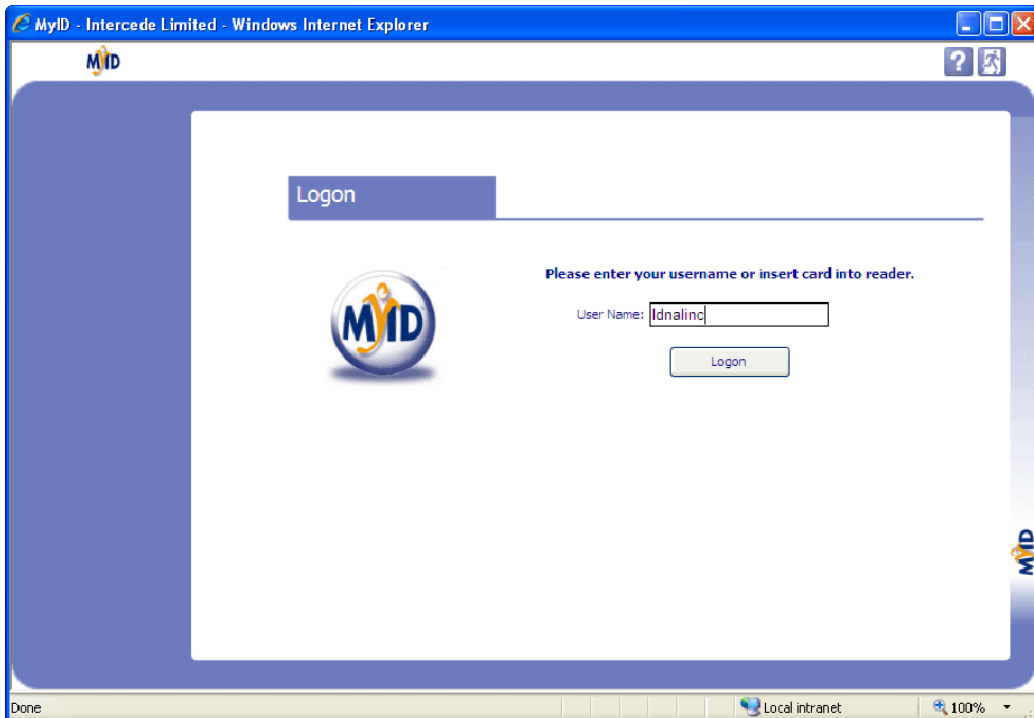 MyID - Intercede Limited - Windows Internet Explorer
MyID
?
Logon
Please enter your username or insert card into reader.
MyID
User Name: ldnalinc
Logon
MyID
Done
Local intranet
100%